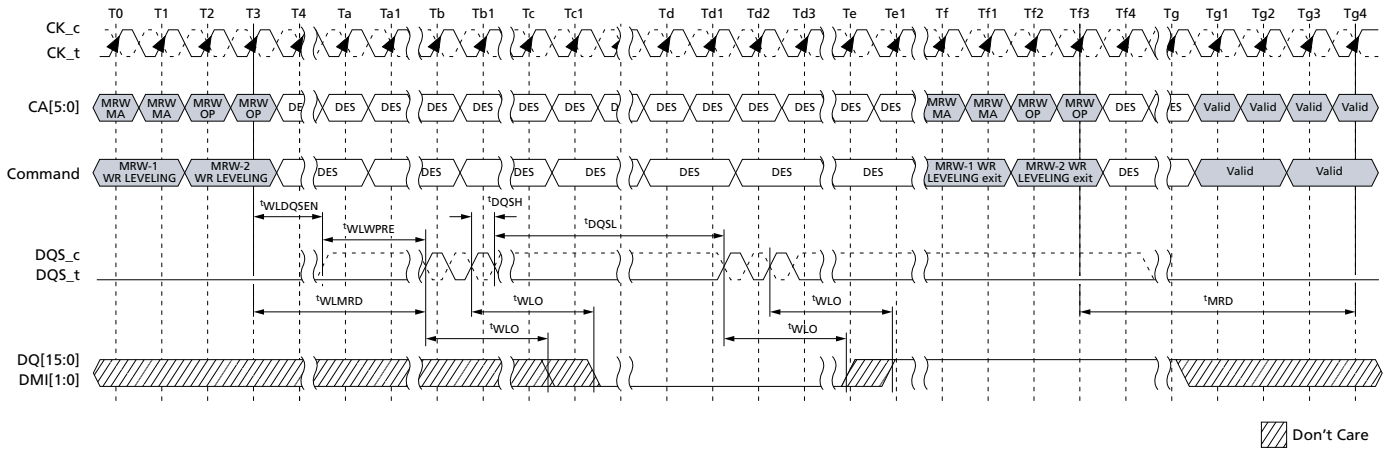 T0 T1 T2 T3 T4 Ta Ta1 Tb Tb1 Tc Tc1 Td Td1 Td2 Td3 Te Te1 Tf Tf1 Tf2 Tf3 Tf4 Tg Tg1 Tg2 Tg3 Tg4
CK_c
CK_t
CA[5:0] MRW MA MRW MA MRW OP MRW OP DE DES DES DES DES DES DES D DES DES DES DES DES DES MRW MA MRW MA MRW OP MRW OP DES ES Valid Valid Valid Valid
Command MRW-1 WR LEVELING MRW-2 WR LEVELING DES DES DES DES DES DES DES DES DES MRW-1 WR LEVELING exit MRW-2 WR LEVELING exit DES Valid Valid
tWLDQSEN tDQSH
tWLWPRE tDQSL
DQS_c
DQS_t
tWLMRD tWLO tWLO tMRD
tWLO tWLO
DQ[15:0]
DMI[1:0]
Don't Care